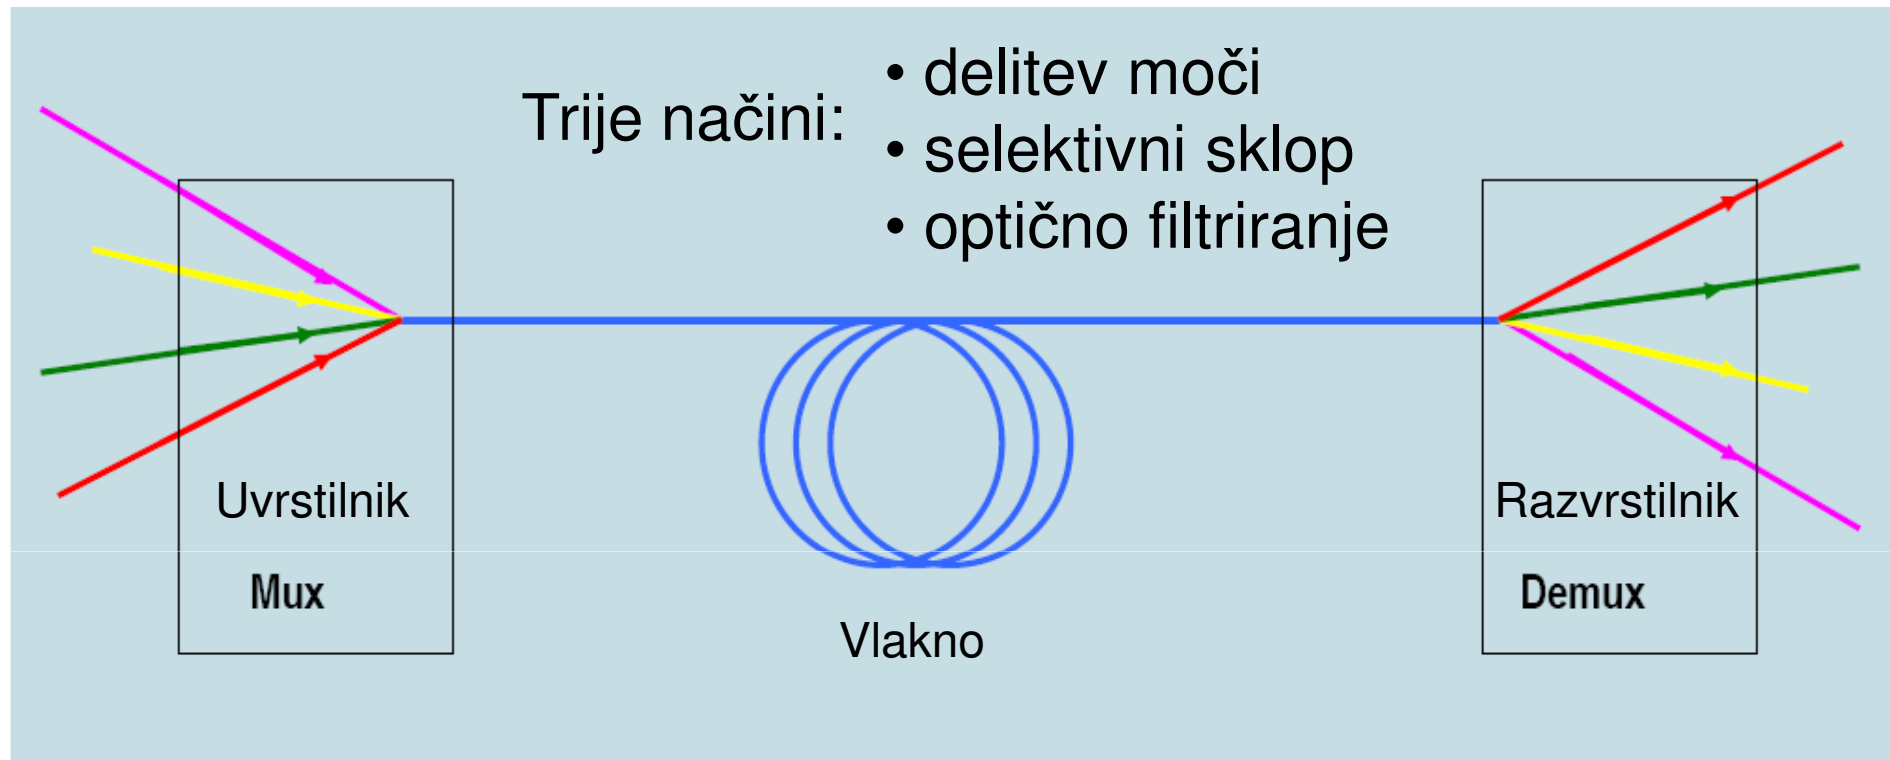 Trije načini:
• delitev moči
• selektivni sklop
• optično filtriranje
Uvrstilnik
Mux
Vlakno
Razvrstilnik
Demux